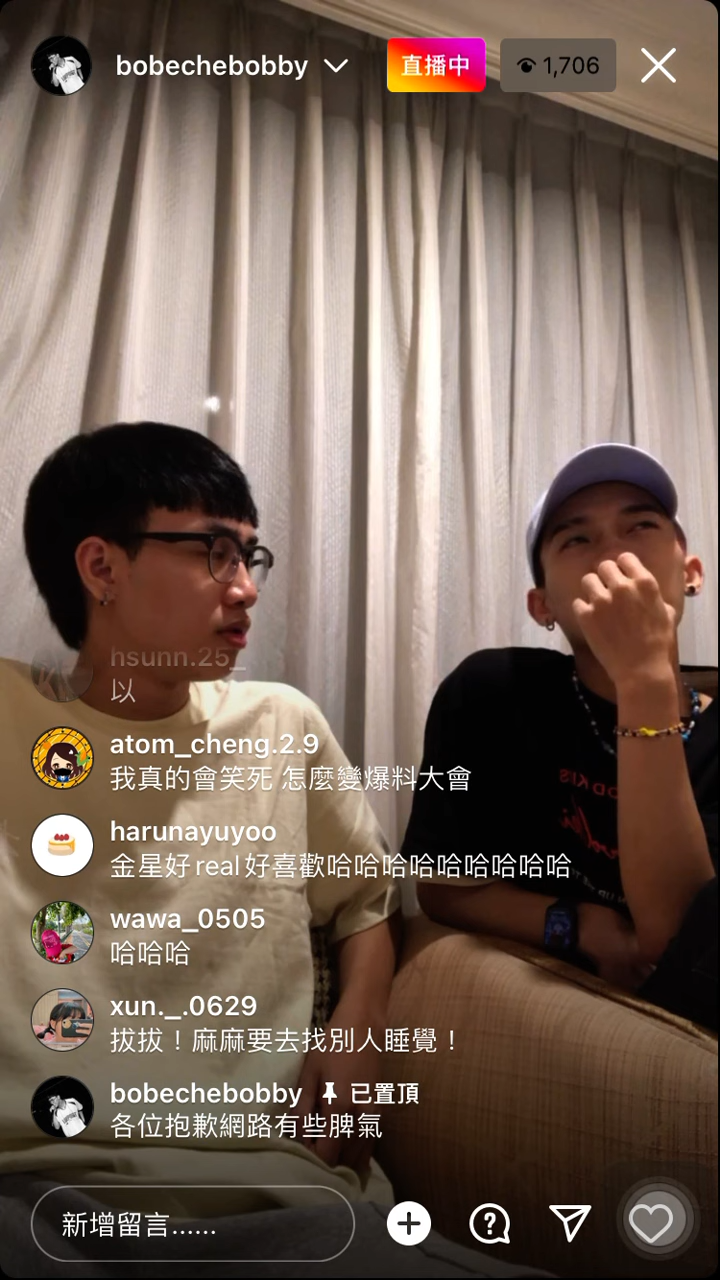 bobechebobby
直播中
1,706
hsunn.25_
以
atom_cheng.2.9
我真的會笑死 怎麼變爆料大會
harunayuyoo
金星好real好喜歡哈哈哈哈哈哈哈哈哈
wawa_0505
哈哈哈
xun._.0629
拔拔！麻麻要去找別人睡覺！
bobechebobby 已置頂
各位抱歉網路有些脾氣
新增留言......